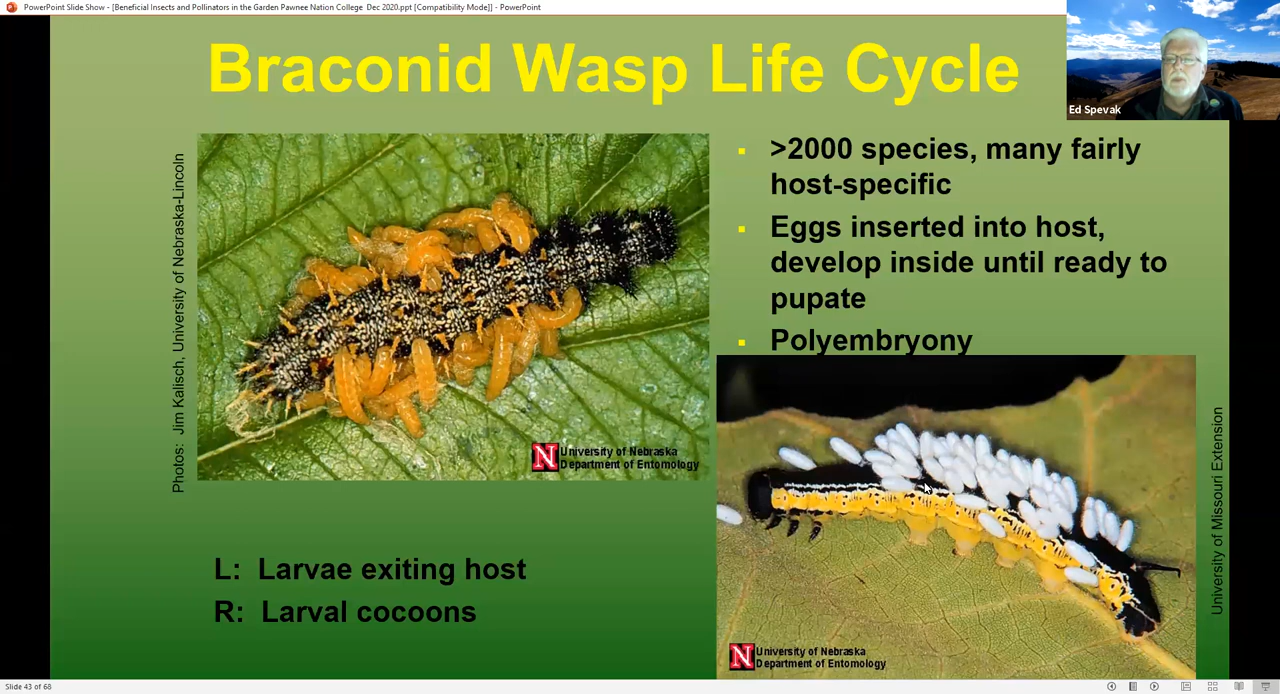 PowerPoint Slide Show - [Beneficial Insects and Pollinators in the Garden Pawnee Nation College  Dec 2020.ppt [Compatibility Mode]] - PowerPoint
Braconid Wasp Life Cycle
Ed Spevak
Photos:  Jim Kalisch, University of Nebraska-Lincoln
>2000 species, many fairly
host-specific
Eggs inserted into host,
develop inside until ready to
pupate
Polyembryony
N University of Nebraska
Department of Entomology
L:  Larvae exiting host
R:  Larval cocoons
N University of Nebraska
Department of Entomology
University of Missouri Extension
Slide 43 of 68